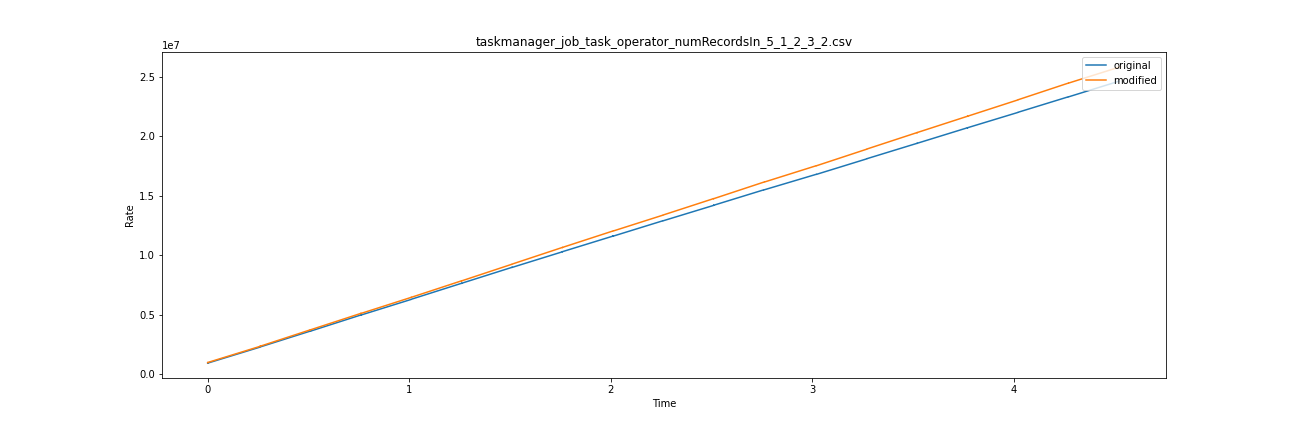 taskmanager_job_task_operator_numRecordsIn_5_1_2_3_2.csv
1e7
original
modified
2.5
2.0
1.5
1.0
0.5
0.0
Rate
0 1 2 3 4
Time